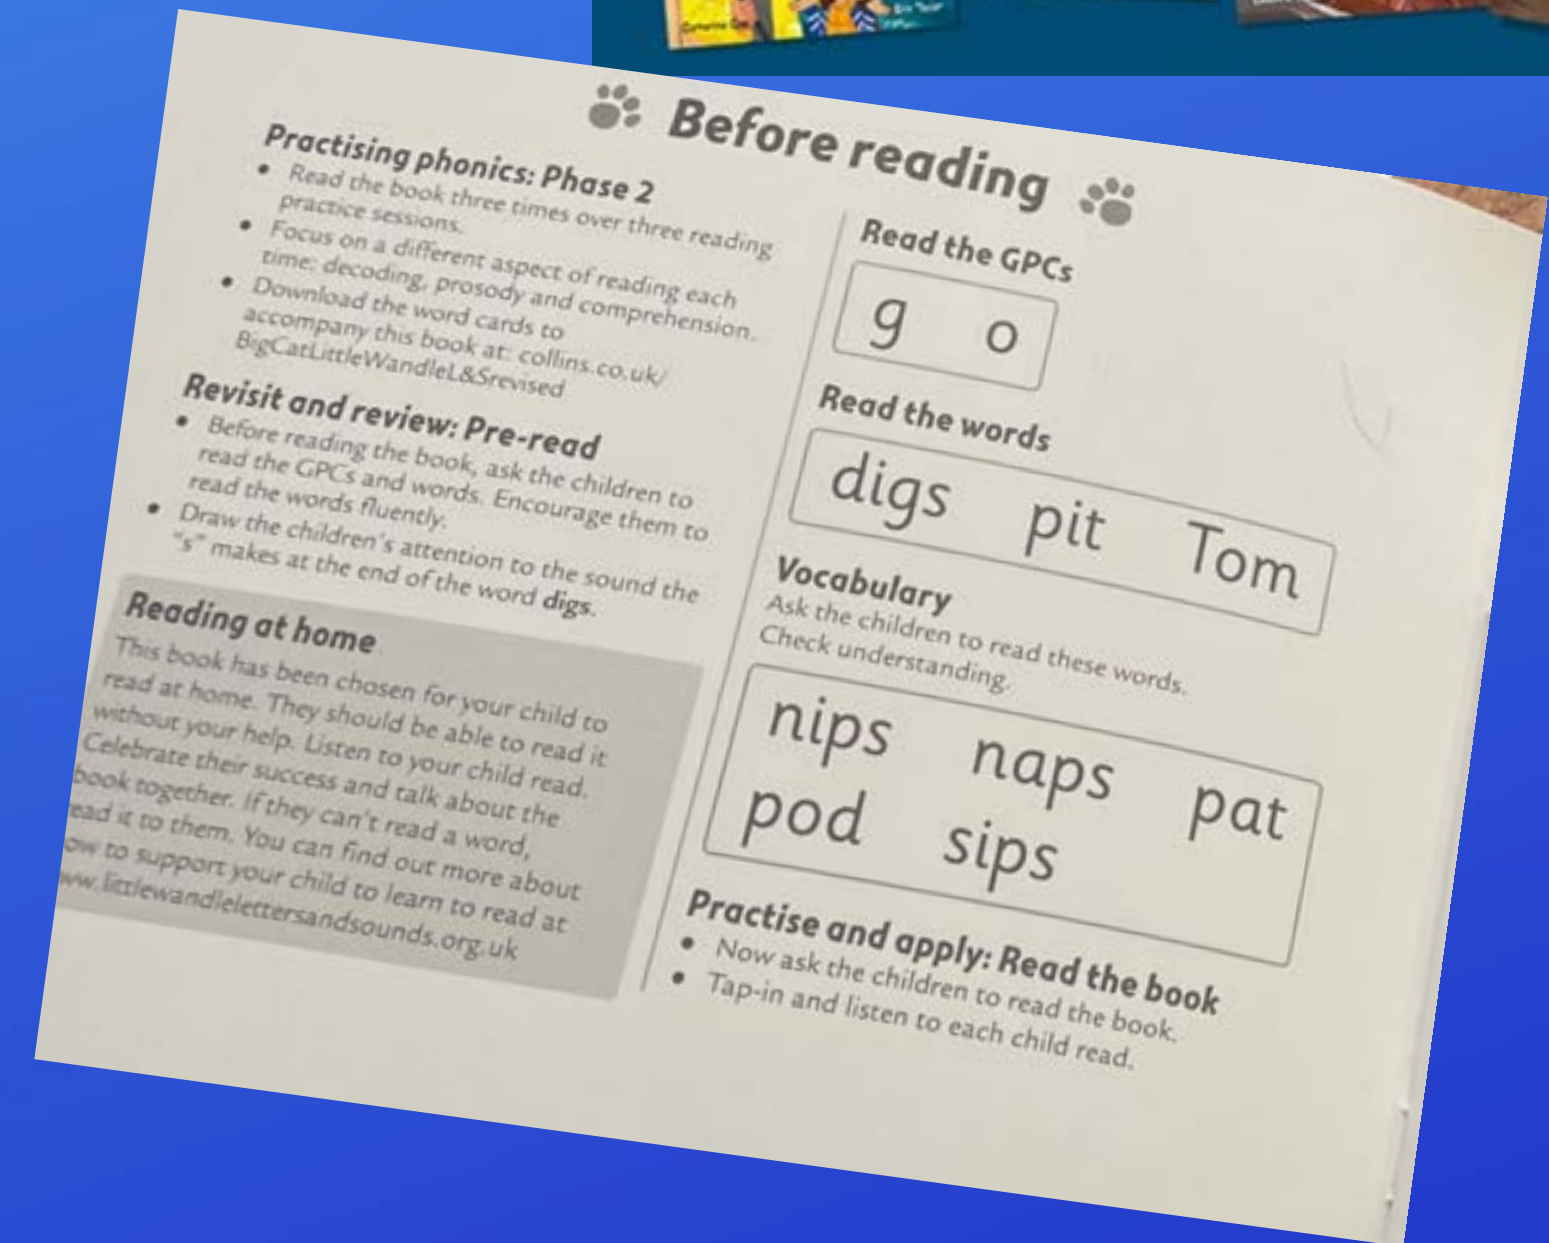 Before reading
Practising phonics: Phase 2
• Read the book three times over three reading
practice sessions.
• Focus on a different aspect of reading each
time: decoding, prosody and comprehension.
• Download the word cards to
accompany this book at: collins.co.uk/
BigCatLittleWandleL&Srevised
Revisit and review: Pre-read
• Before reading the book, ask the children to
read the GPCs and words. Encourage them to
read the words fluently.
• Draw the children's attention to the sound the
"s" makes at the end of the word digs.
Reading at home
This book has been chosen for your child to
read at home. They should be able to read it
without your help. Listen to your child read.
Celebrate their success and talk about the
book together. If they can't read a word,
ead it to them. You can find out more about
ow to support your child to learn to read at
ww.littlewandlelettersandsounds.org.uk
Read the GPCs
g o
Read the words
digs pit Tom
Vocabulary
Ask the children to read these words.
Check understanding.
nips naps pat
pod sips
Practise and apply: Read the book
• Now ask the children to read the book.
• Tap-in and listen to each child read.